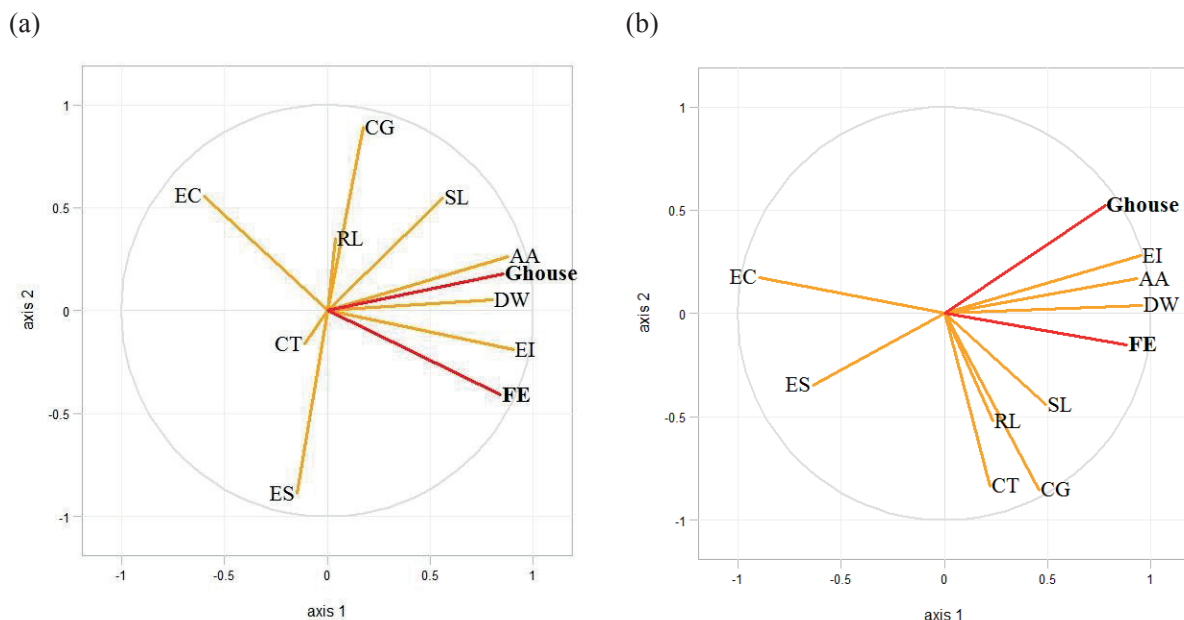 (a)
(b)
1
CG
EC
SL
0.5
RL
AA
Ghouse
DW
axis 2
0
CT
EI
FE
-0.5
ES
-1
-1 -0.5 0 0.5 1
axis 1
1
0.5
Ghouse
EI
EC
AA
DW
axis 2
0
FE
ES
SL
-0.5
RL
CT CG
-1
-1 -0.5 0 0.5 1
axis 1